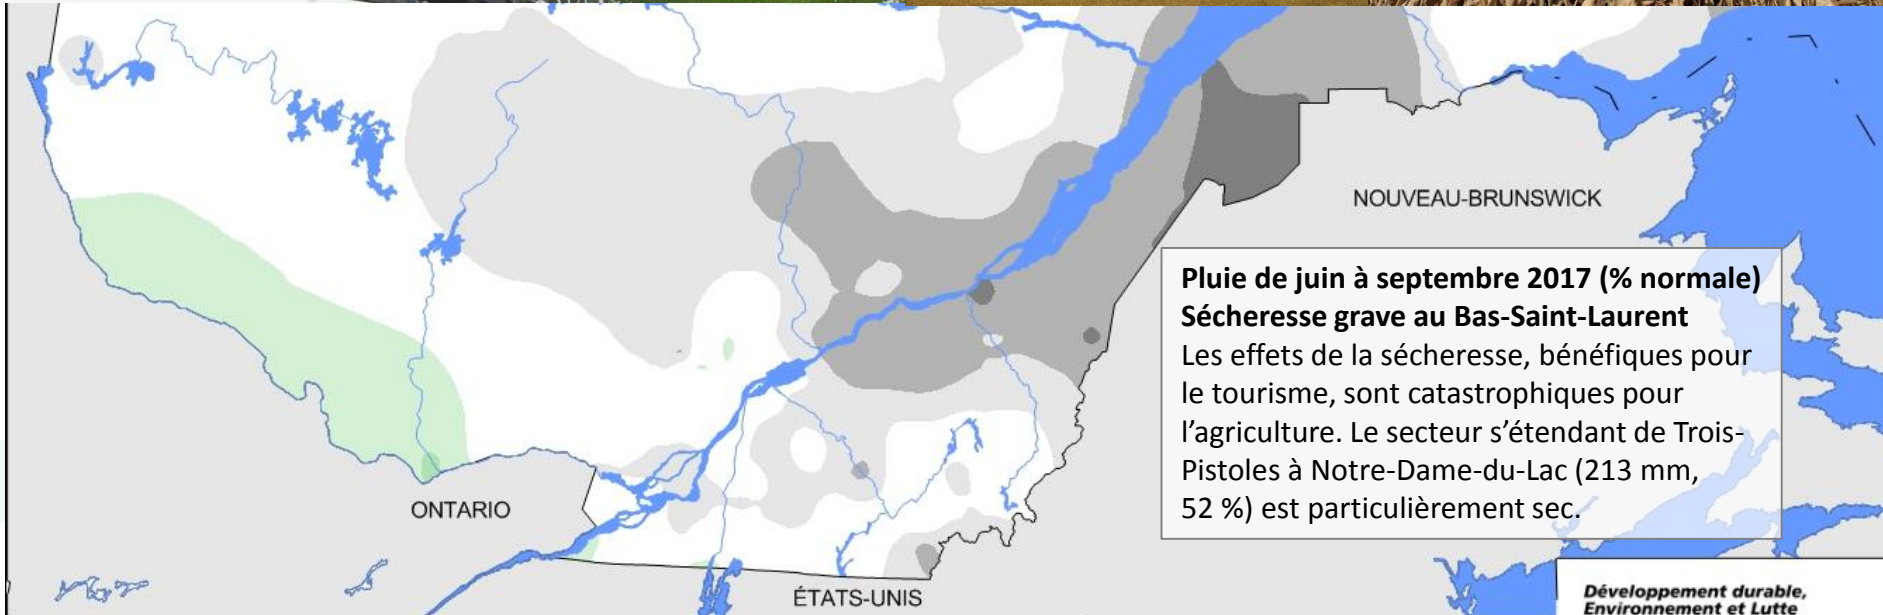 NOUVEAU-BRUNSWICK
Pluie de juin à septembre 2017 (% normale)
Sécheresse grave au Bas-Saint-Laurent
Les effets de la sécheresse, bénéfiques pour
le tourisme, sont catastrophiques pour
l’agriculture. Le secteur s’étendant de Trois-
Pistoles à Notre-Dame-du-Lac (213 mm,
52 %) est particulièrement sec.
ONTARIO
ÉTATS-UNIS
Développement durable,
Environnement et Lutte